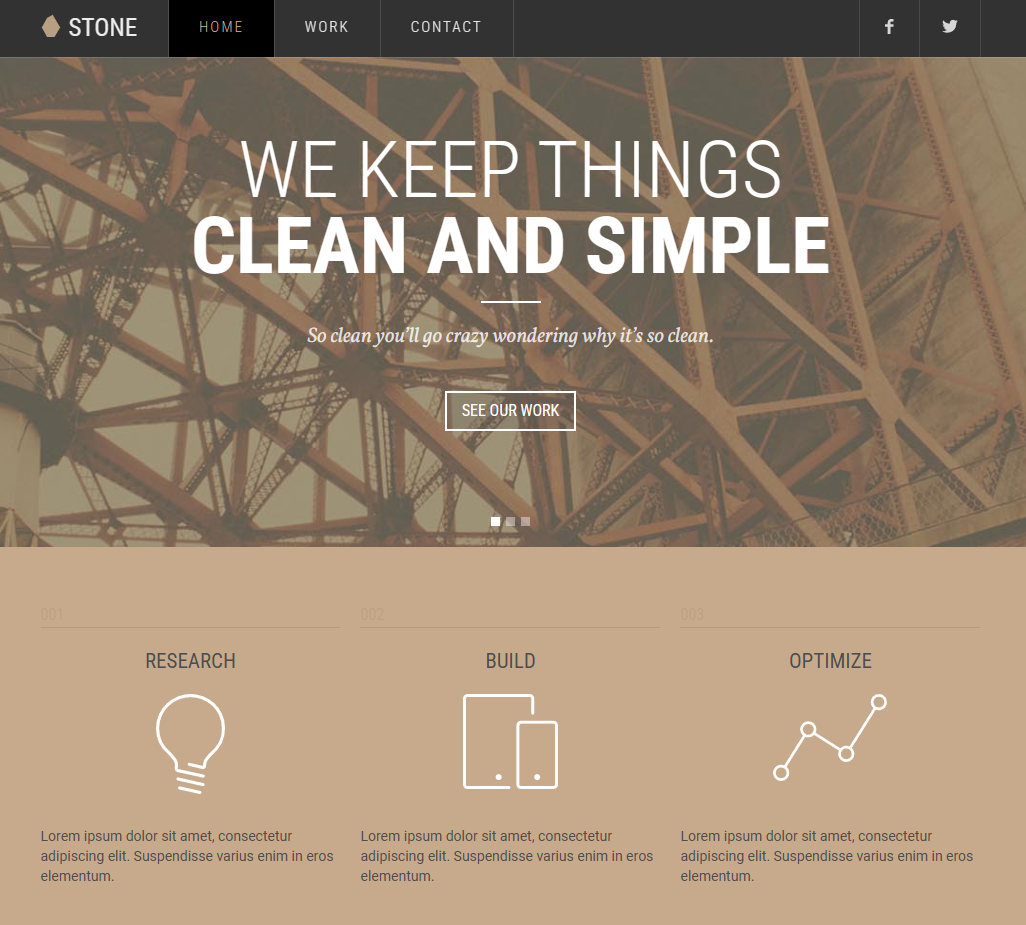 STONE
HOME
WORK
CONTACT
WE KEEP THINGS
CLEAN AND SIMPLE
So clean you’ll go crazy wondering why it’s so clean.
SEE OUR WORK
001
RESEARCH
Lorem ipsum dolor sit amet, consectetur
adipiscing elit. Suspendisse varius enim in eros
elementum.
002
BUILD
Lorem ipsum dolor sit amet, consectetur
adipiscing elit. Suspendisse varius enim in eros
elementum.
003
OPTIMIZE
Lorem ipsum dolor sit amet, consectetur
adipiscing elit. Suspendisse varius enim in eros
elementum.